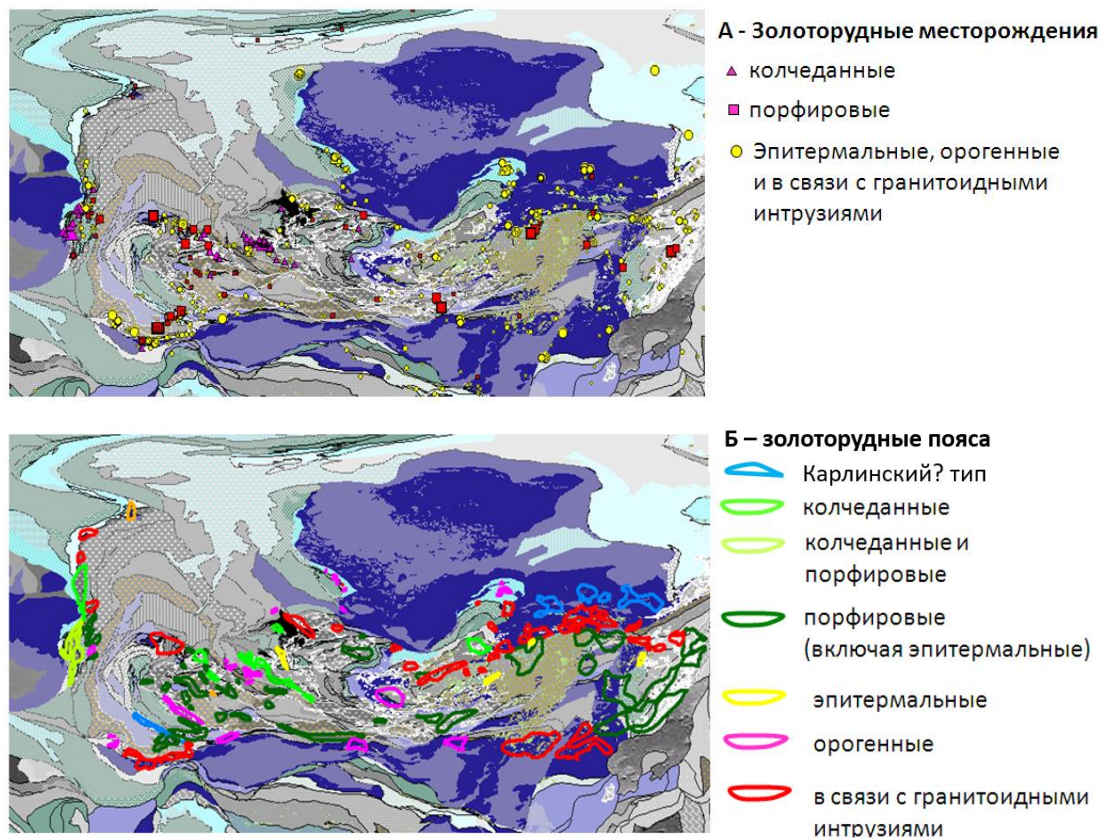 А - Золоторудные месторождения
колчеданные
порфировые
Эпитермальные, орогенные
и в связи с гранитоидными
интрузиями
Б – золоторудные пояса
Карлинский? тип
колчеданные
колчеданные и
порфировые
порфировые
(включая эпитермальные)
эпитермальные
орогенные
в связи с гранитоидными
интрузиями